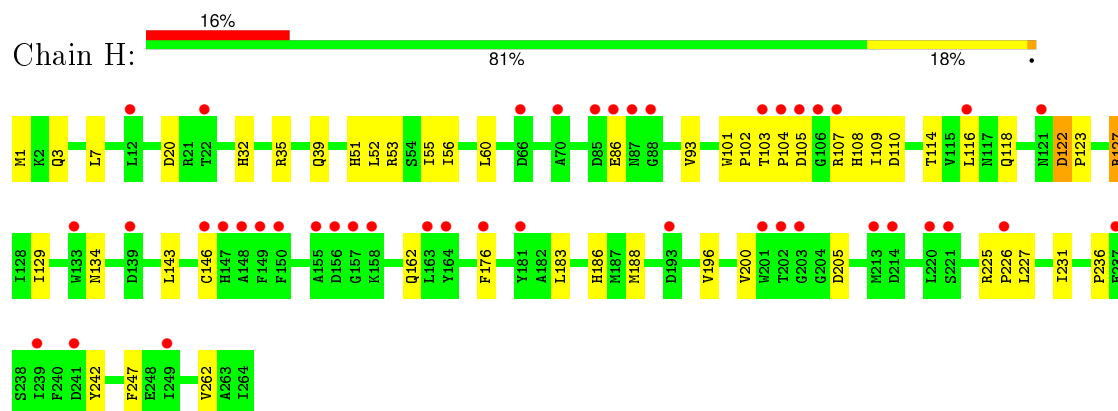 16%
Chain H:
81%
18%
•
M1 K2 Q3 L7 L12 D20 R21 T22 H32 R35 Q39 H51 L52 R53 S54 I55 I56 L60 D66 A70 D85 E86 N87 G88 V93 W101 P102 T103 P104 D105 G106 R107 H108 I109 D110 T114 V115 L116 N117 Q118 N121 D122 P123 R127
I128 I129 W133 N134 D139 L143 C146 H147 A148 F149 F150 A155 D156 G157 K158 Q162 L163 Y164 F176 Y181 A182 L183 H186 M187 M188 D193 V196 V200 W201 T202 G203 G204 D205 M213 D214 L220 S221 R225 P226 L227 I231 P236
S238 I239 F240 D241 Y242 F247 E248 I249 V262 A263 I264